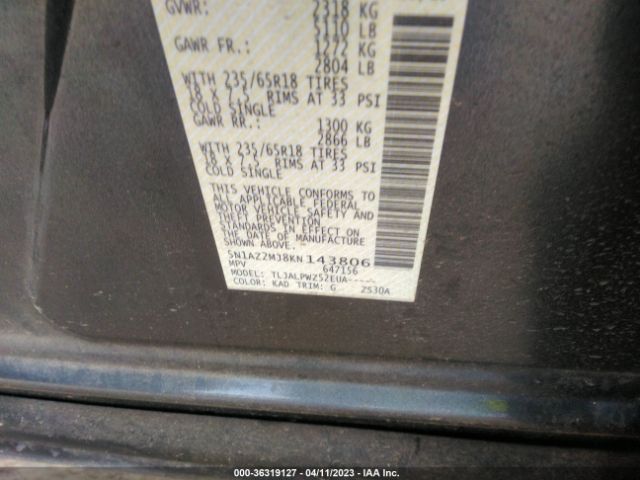 GVWR: 2318 KG
5110 LB
GAWR FR.: 1272 KG
2804 LB
WITH 235/65R18 TIRES
18 X 7.5 RIMS AT 33 PSI
COLD SINGLE
GAWR RR.: 1300 KG
2866 LB
WITH 235/65R18 TIRES
18 X 7.5 RIMS AT 33 PSI
COLD SINGLE
THIS VEHICLE CONFORMS TO
ALL APPLICABLE FEDERAL
MOTOR VEHICLE SAFETY AND
THEFT PREVENTION
STANDARDS IN EFFECT ON
THE DATE OF MANUFACTURE
SHOWN ABOVE.
5N1AZ2MJ8KN143806
MPV 647156
MODEL: TLJALPWZ52EUA-----
COLOR: KAD TRIM: G ZS30A
000-36319127 - 04/11/2023 - IAA Inc.